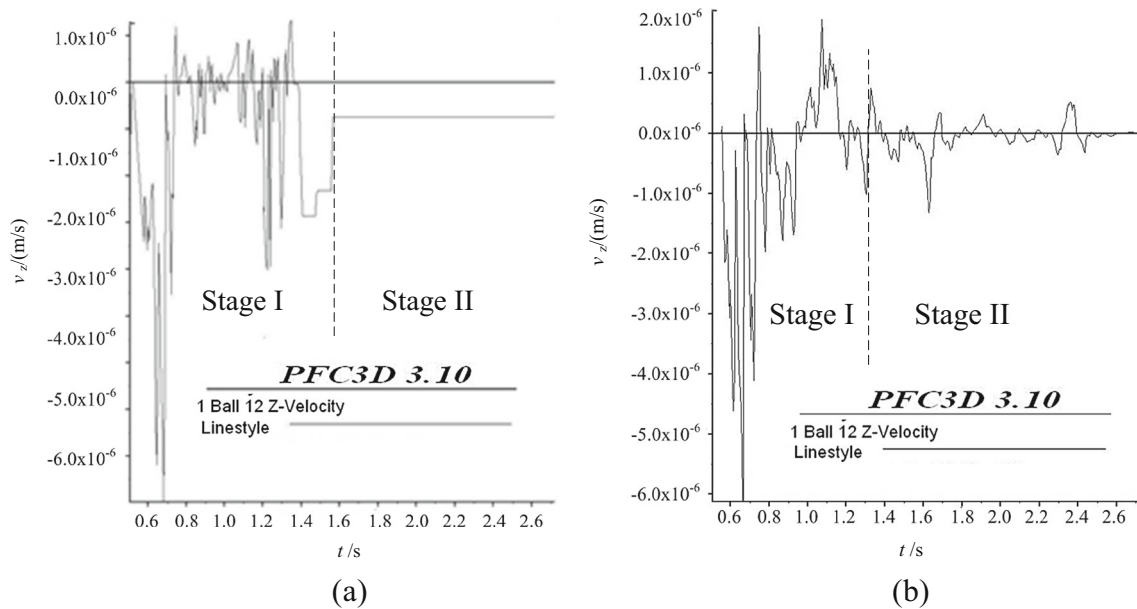 1.0x10⁻⁶
0.0x10⁻⁶
-1.0x10⁻⁶
-2.0x10⁻⁶
-3.0x10⁻⁶
-4.0x10⁻⁶
-5.0x10⁻⁶
-6.0x10⁻⁶
v z/(m/s)
Stage I
Stage II
PFC3D 3.10
1 Ball 12 Z-Velocity
Linestyle
0.6 0.8 1.0 1.2 1.4 1.6 1.8 2.0 2.2 2.4 2.6
t /s
(a)
2.0x10⁻⁶
1.0x10⁻⁶
0.0x10⁻⁶
-1.0x10⁻⁶
-2.0x10⁻⁶
-3.0x10⁻⁶
-4.0x10⁻⁶
-5.0x10⁻⁶
-6.0x10⁻⁶
v z/(m/s)
Stage I
Stage II
PFC3D 3.10
1 Ball 12 Z-Velocity
Linestyle
0.6 0.8 1.0 1.2 1.4 1.6 1.8 2.0 2.2 2.4 2.6
t /s
(b)